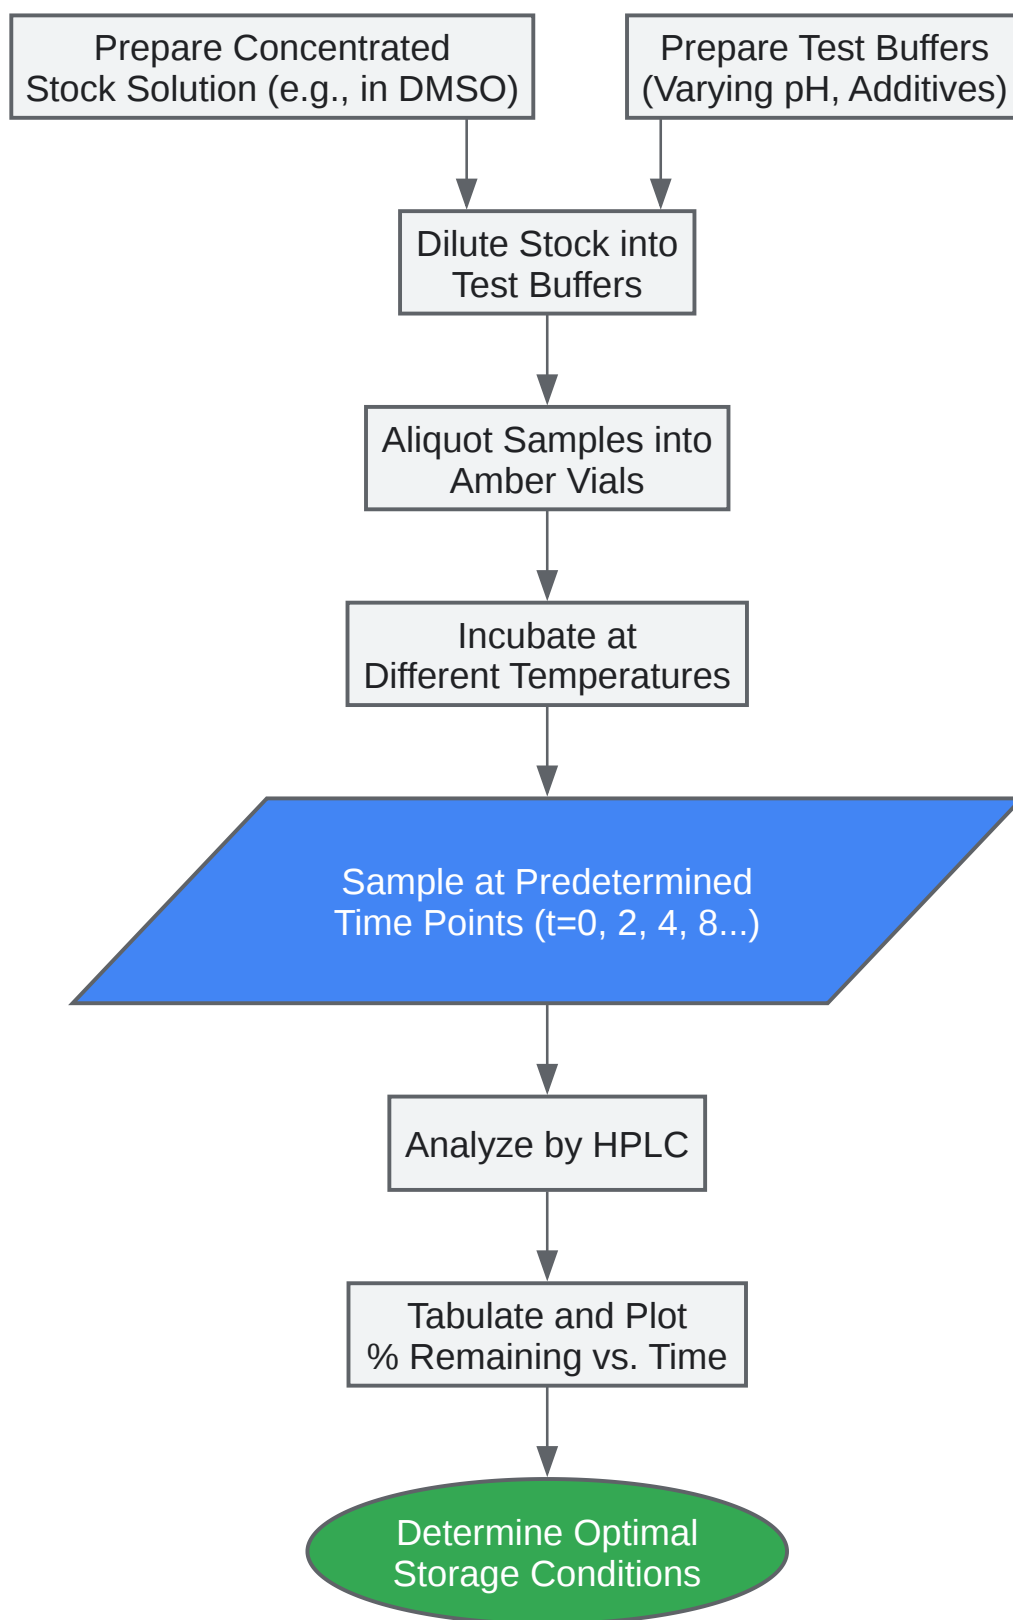 Prepare Concentrated
Stock Solution (e.g., in DMSO)
Prepare Test Buffers
(Varying pH, Additives)
Dilute Stock into
Test Buffers
Aliquot Samples into
Amber Vials
Incubate at
Different Temperatures
Sample at Predetermined
Time Points (t=0, 2, 4, 8...)
Analyze by HPLC
Tabulate and Plot
% Remaining vs. Time
Determine Optimal
Storage Conditions